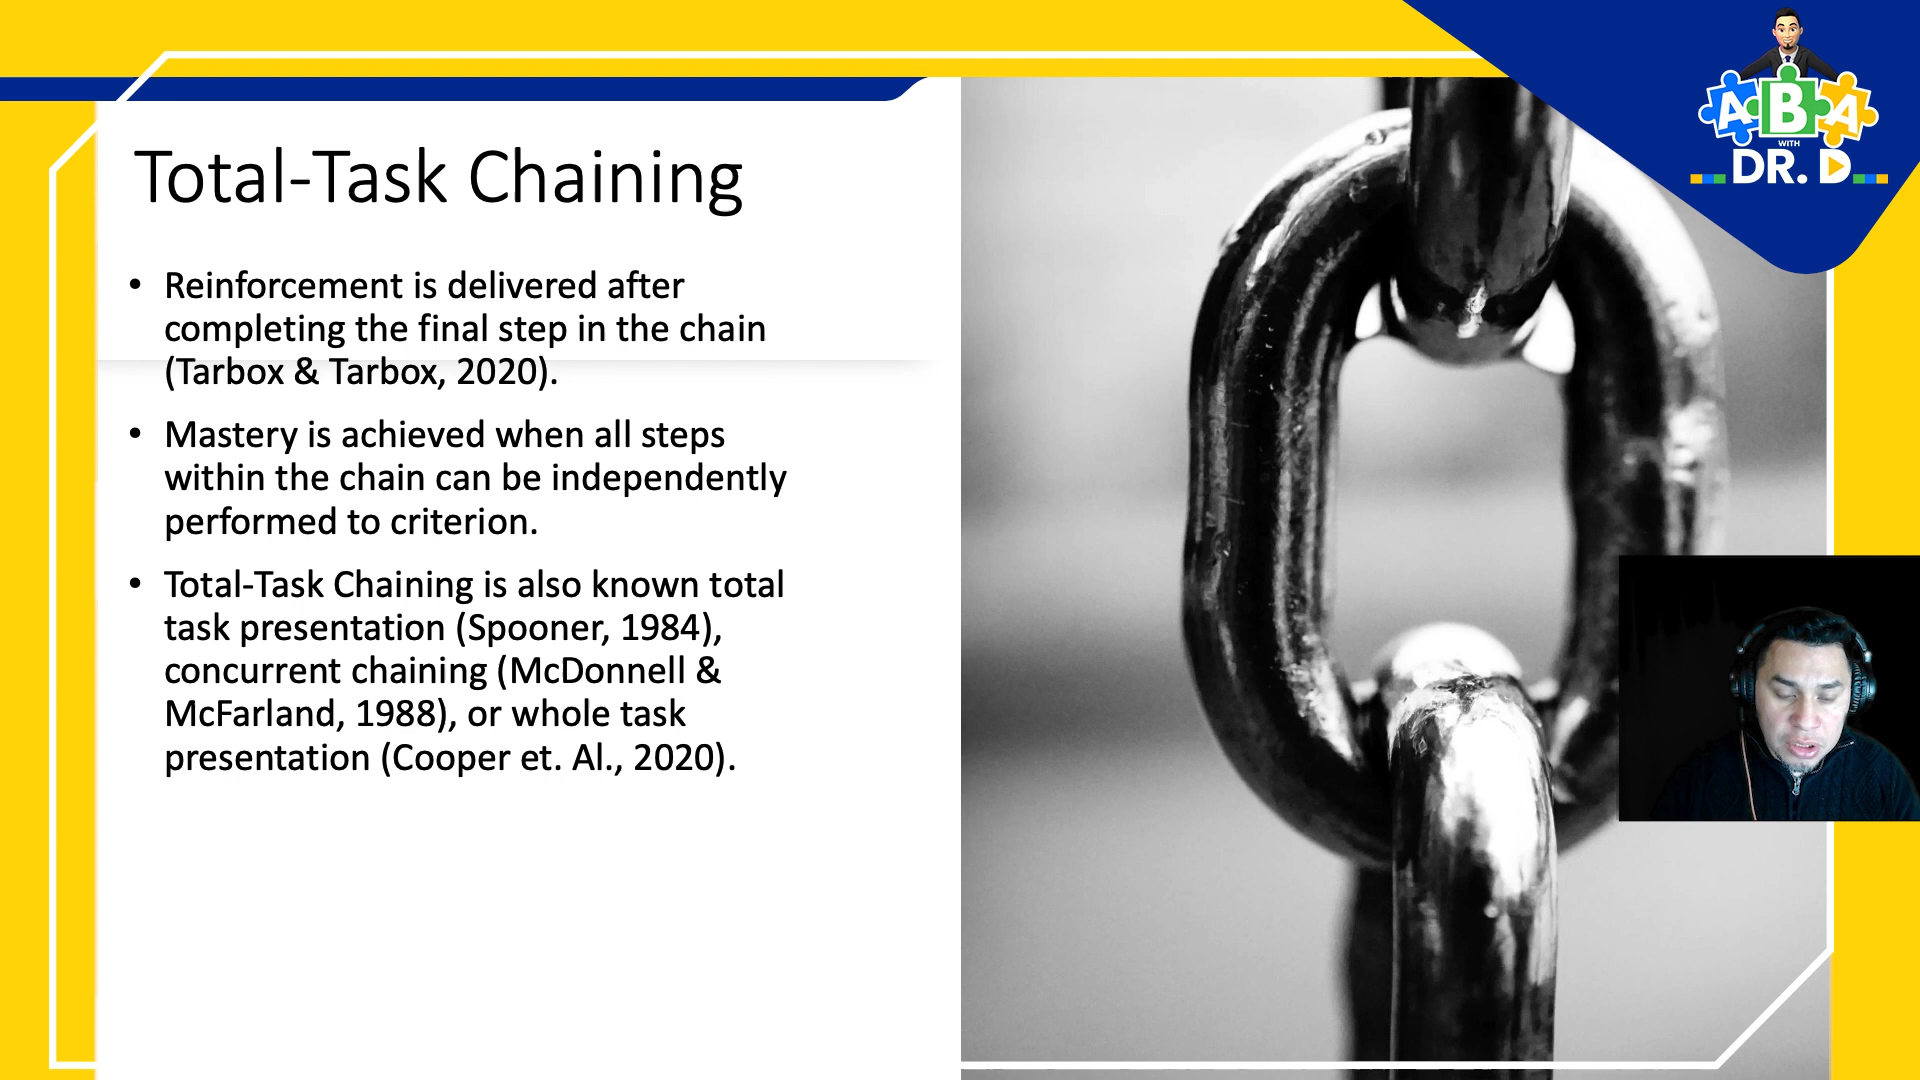 Total-Task Chaining
• Reinforcement is delivered after
completing the final step in the chain
(Tarbox & Tarbox, 2020).
• Mastery is achieved when all steps
within the chain can be independently
performed to criterion.
• Total-Task Chaining is also known total
task presentation (Spooner, 1984),
concurrent chaining (McDonnell &
McFarland, 1988), or whole task
presentation (Cooper et. Al., 2020).
ABA
WITH
DR. D